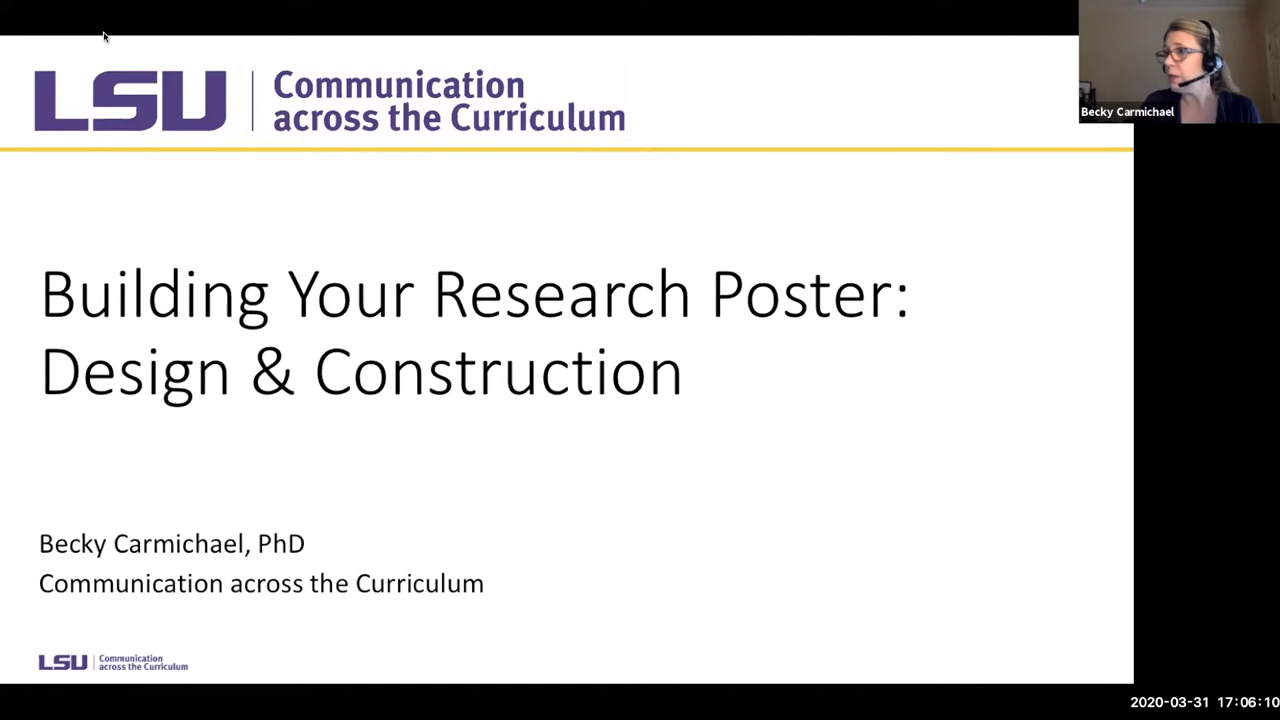 LSU
Communication
across the Curriculum
Becky Carmichael
Building Your Research Poster:
Design & Construction
Becky Carmichael, PhD
Communication across the Curriculum
LSU
Communication
across the Curriculum
2020-03-31 17:06:10